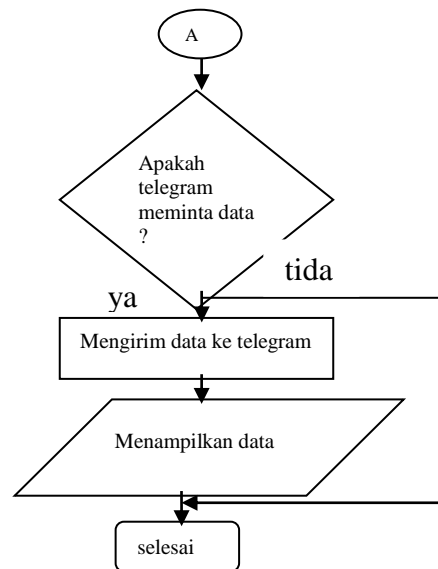 A
Apakah
telegram
meminta data
?
tida
ya
Mengirim data ke telegram
Menampilkan data
selesai